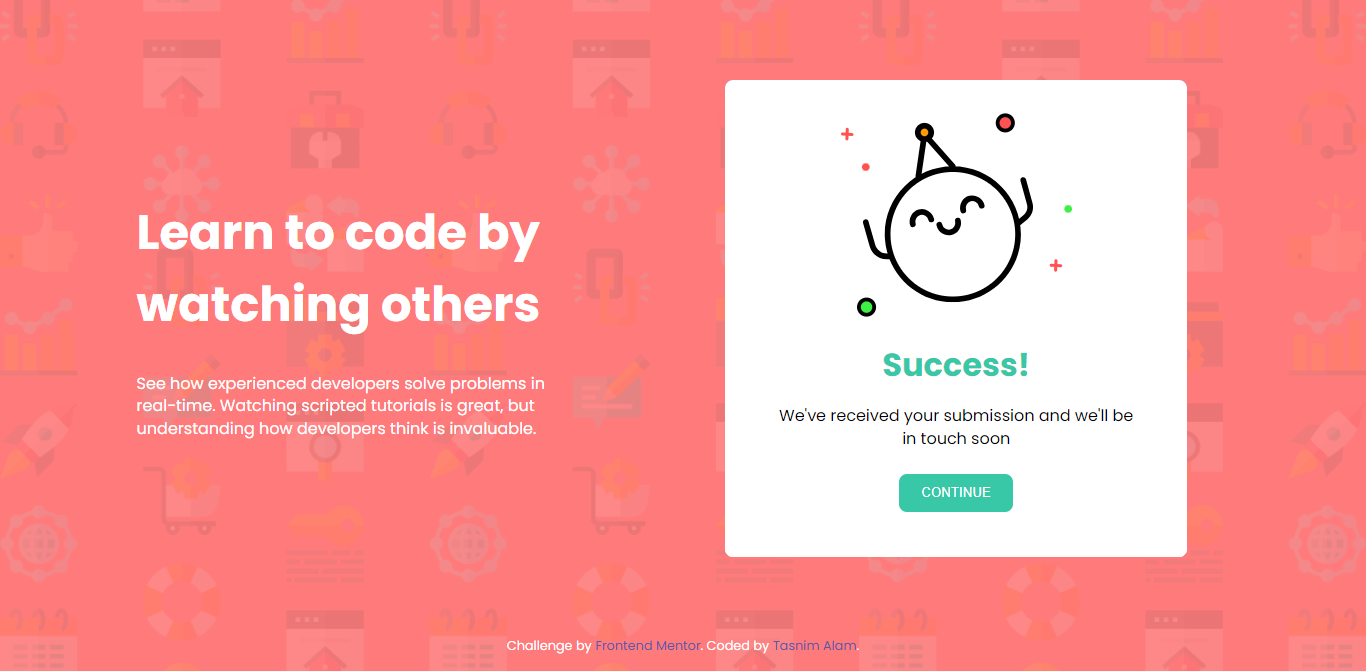 Learn to code by
watching others
See how experienced developers solve problems in
real-time. Watching scripted tutorials is great, but
understanding how developers think is invaluable.
Success!
We've received your submission and we'll be
in touch soon
CONTINUE
Challenge by Frontend Mentor. Coded by Tasnim Alam.